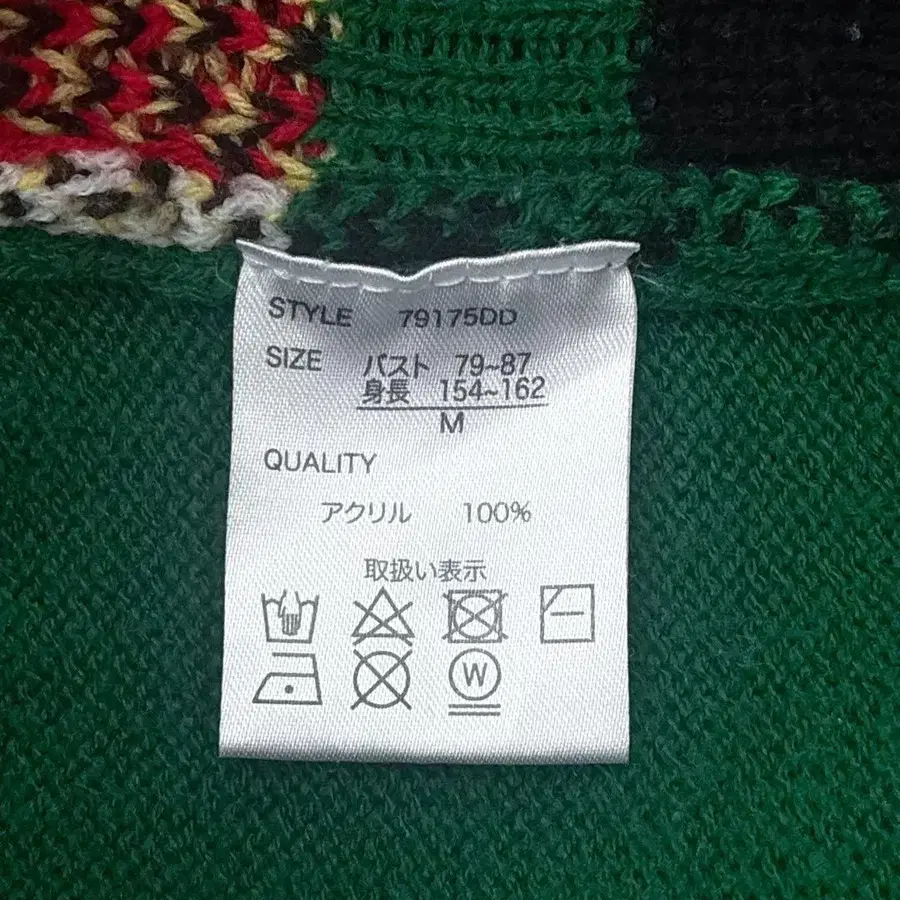 STYLE 79175DD
SIZE バスト 79~87
身長 154~162
M
QUALITY
アクリル 100%
取扱い表示
W